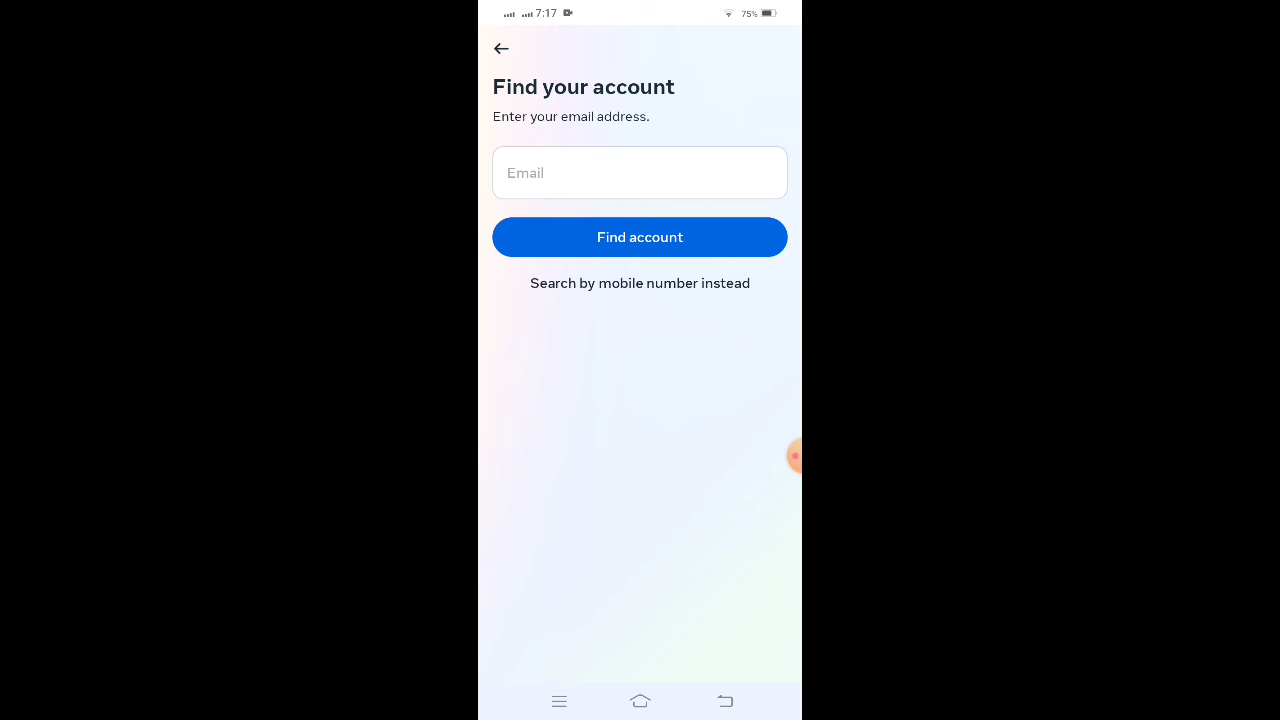 7:17
75%
Find your account
Enter your email address.
Email
Find account
Search by mobile number instead